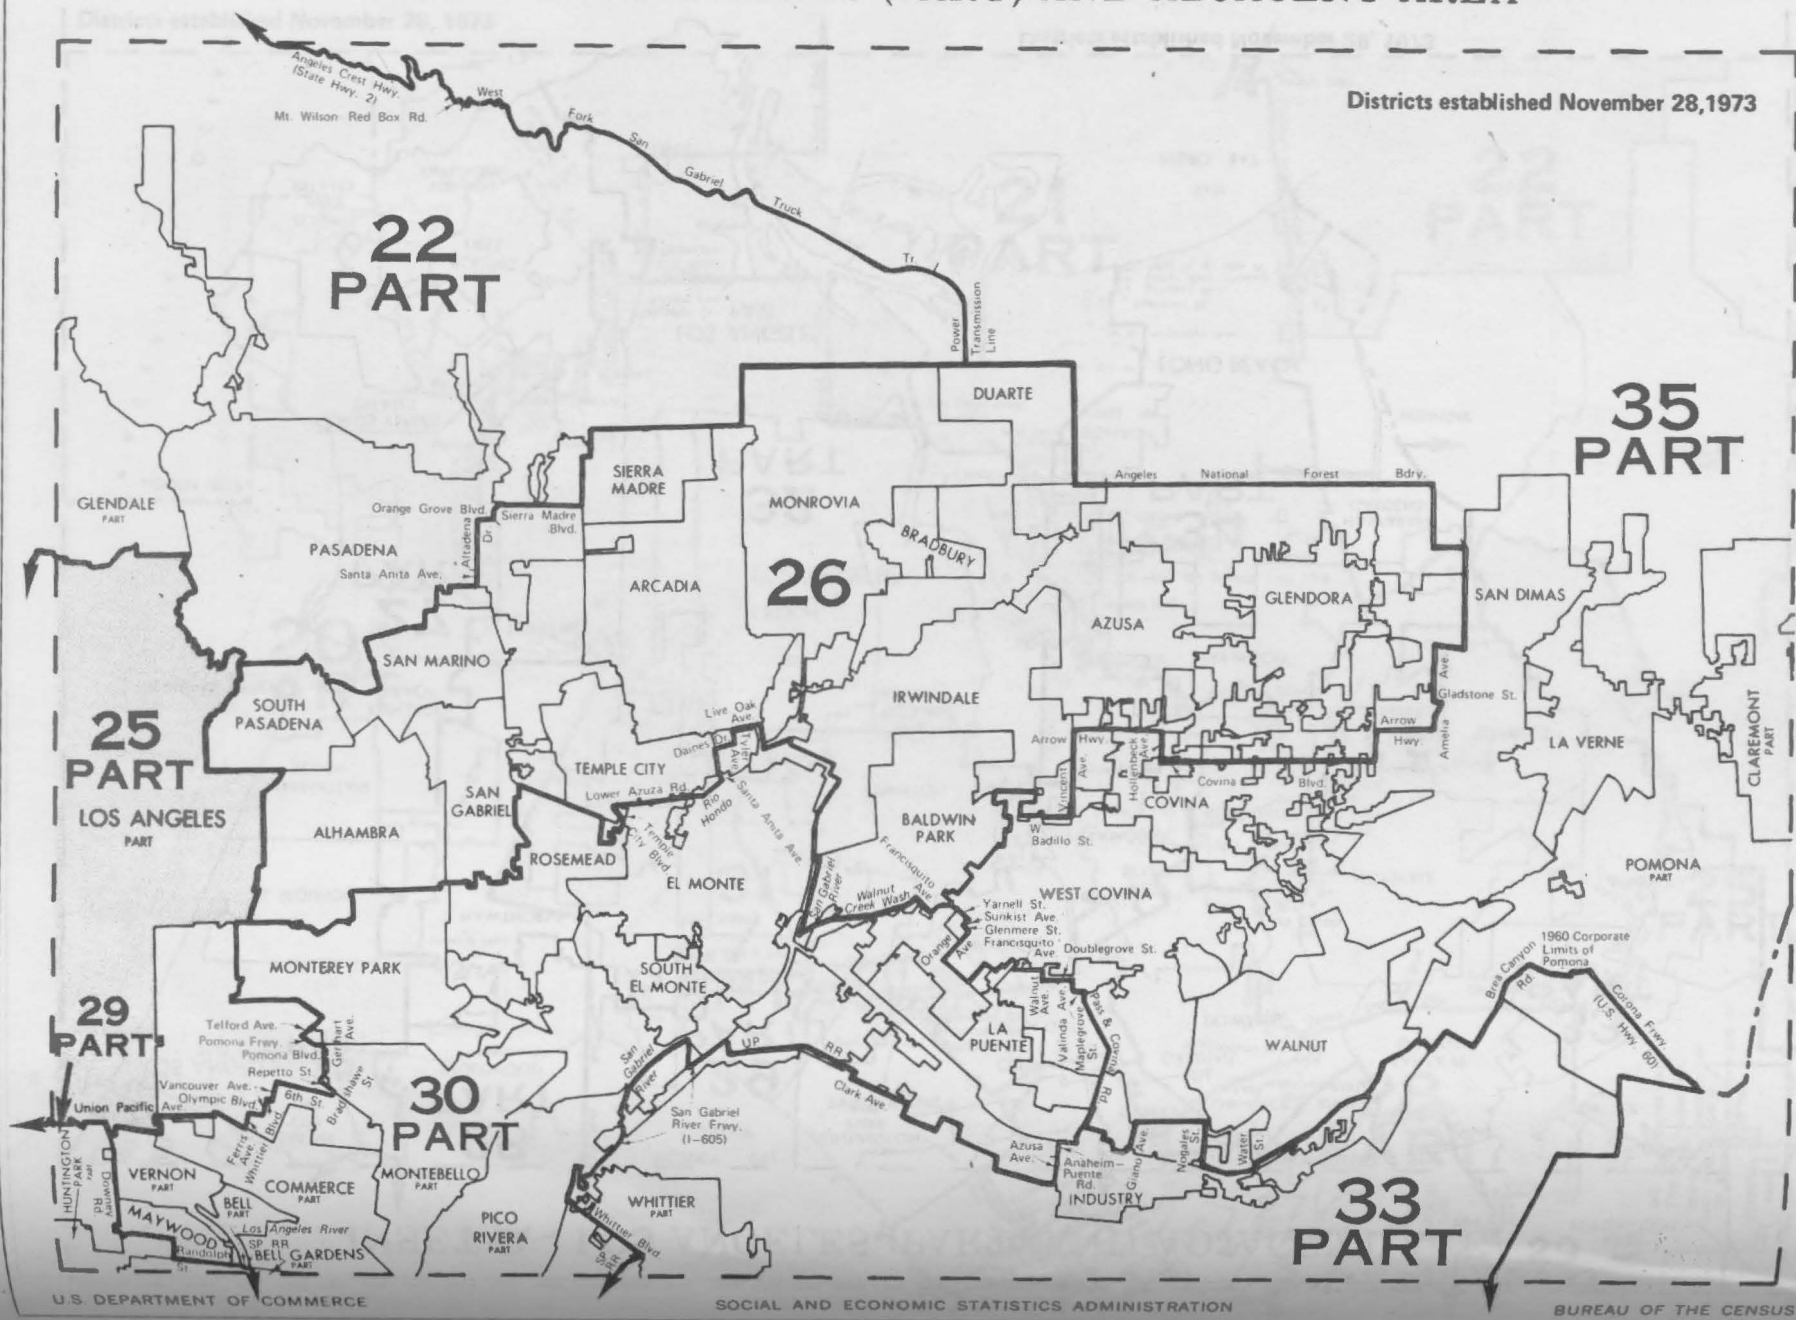 AND ADJACENT AREA
Districts established November 28,1973
Angeles Crest Hwy.
(State Hwy. 2)
Mt. Wilson Red Box Rd.
West
Fork
San
Gabriel
Truck
Tr.
Power
Transmission
Line
22
PART
35
PART
DUARTE
SIERRA
MADRE
MONROVIA
Angeles National Forest Bdry.
GLENDALE
PART
Orange Grove Blvd.
Sierra Madre
Blvd.
Altadena
Dr.
PASADENA
Santa Anita Ave.
ARCADIA
26
BRADBURY
AZUSA
GLENDORA
SAN DIMAS
SAN MARINO
SOUTH
PASADENA
IRWINDALE
Gladstone St.
Amelia Ave.
Arrow
Hwy.
LA VERNE
CLAREMONT
PART
25
PART
LOS ANGELES
PART
Live Oak
Ave.
Daines Dr.
Tyler
Ave.
TEMPLE CITY
Lower Azuza Rd.
Rio
Hondo
Santa Anita Ave.
Temple
City Blvd.
Arrow Hwy.
Vincent Ave.
Hollenbeck
Ave.
Covina Blvd.
COVINA
SAN
GABRIEL
ALHAMBRA
ROSEMEAD
BALDWIN
PARK
W
Badillo St.
EL MONTE
San Gabriel
River
Walnut
Creek Wash
Francisquito
Ave.
WEST COVINA
POMONA
PART
Yarnell St.
Sunkist Ave.
Glenmere St.
Francisquito
Ave.
Doublegrove St.
Orange
Ave.
MONTEREY PARK
SOUTH
EL MONTE
Brea Canyon
Rd.
1960 Corporate
Limits of
Pomona
Corona Frwy.
(U.S. Hwy. 60)
29
PART
Telford Ave.
Pomona Frwy.
Pomona Blvd.
Gerhart
Ave.
Repetto St.
Vancouver Ave.
Olympic Blvd.
6th St.
Bradshawe
St.
Union Pacific Ave.
Ferris
Ave.
Whittier Blvd.
30
PART
San
Gabriel
River
UP
RR
Clark Ave.
LA
PUENTE
Walnut
Ave.
Valinda Ave.
Maplegrove
St.
Pass & Covina
Rd.
WALNUT
San Gabriel
River Frwy.
(I-605)
Azusa
Ave.
Anaheim-
Puente
Rd.
Giano Ave.
Nogales
St.
Water
St.
INDUSTRY
HUNTINGTON
PARK
PART
Downey
Rd.
VERNON
PART
BELL
PART
COMMERCE
PART
MONTEBELLO
PART
MAYWOOD
Los Angeles River
SP RR
Randolph
St.
BELL GARDENS
PART
PICO
RIVERA
PART
WHITTIER
PART
Whittier Blvd.
SP
RR
33
PART
U.S. DEPARTMENT OF COMMERCE
SOCIAL AND ECONOMIC STATISTICS ADMINISTRATION
BUREAU OF THE CENSUS